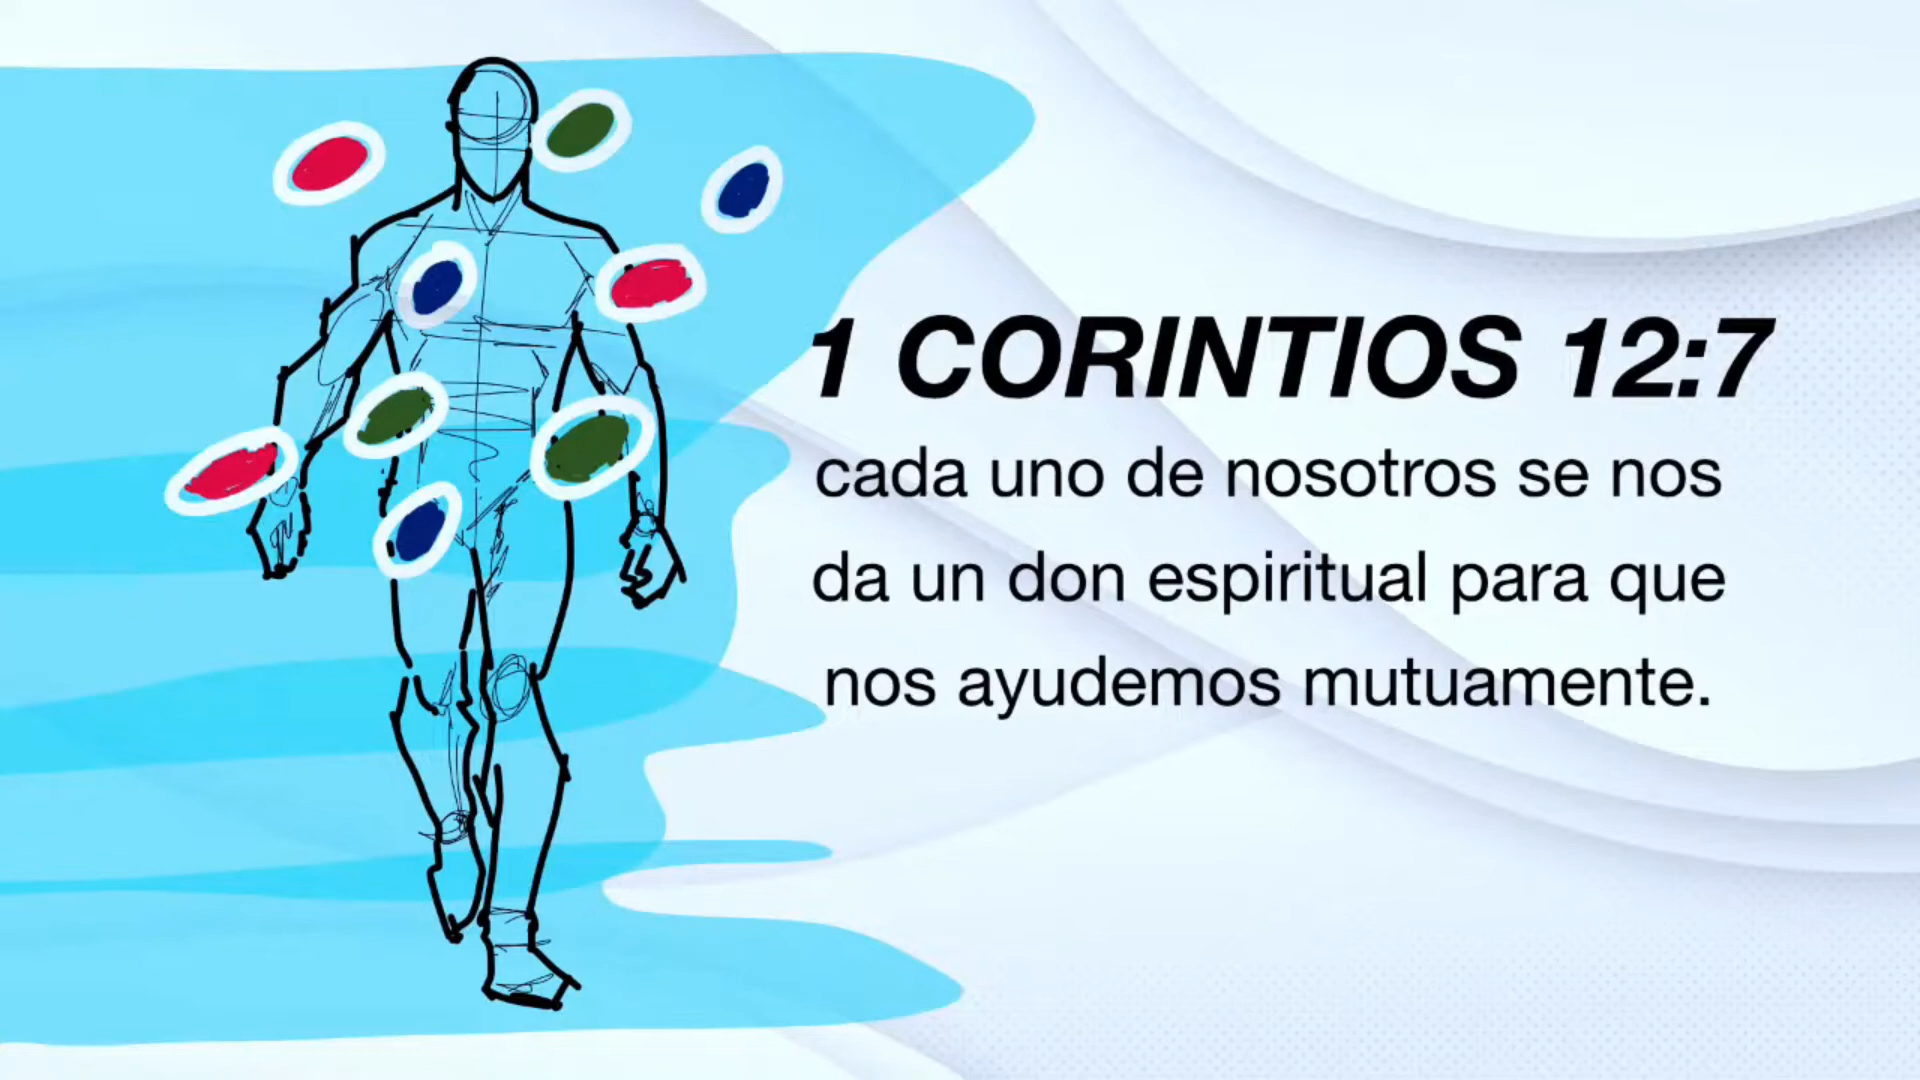 1 CORINTIOS 12:7
cada uno de nosotros se nos
da un don espiritual para que
nos ayudemos mutuamente.